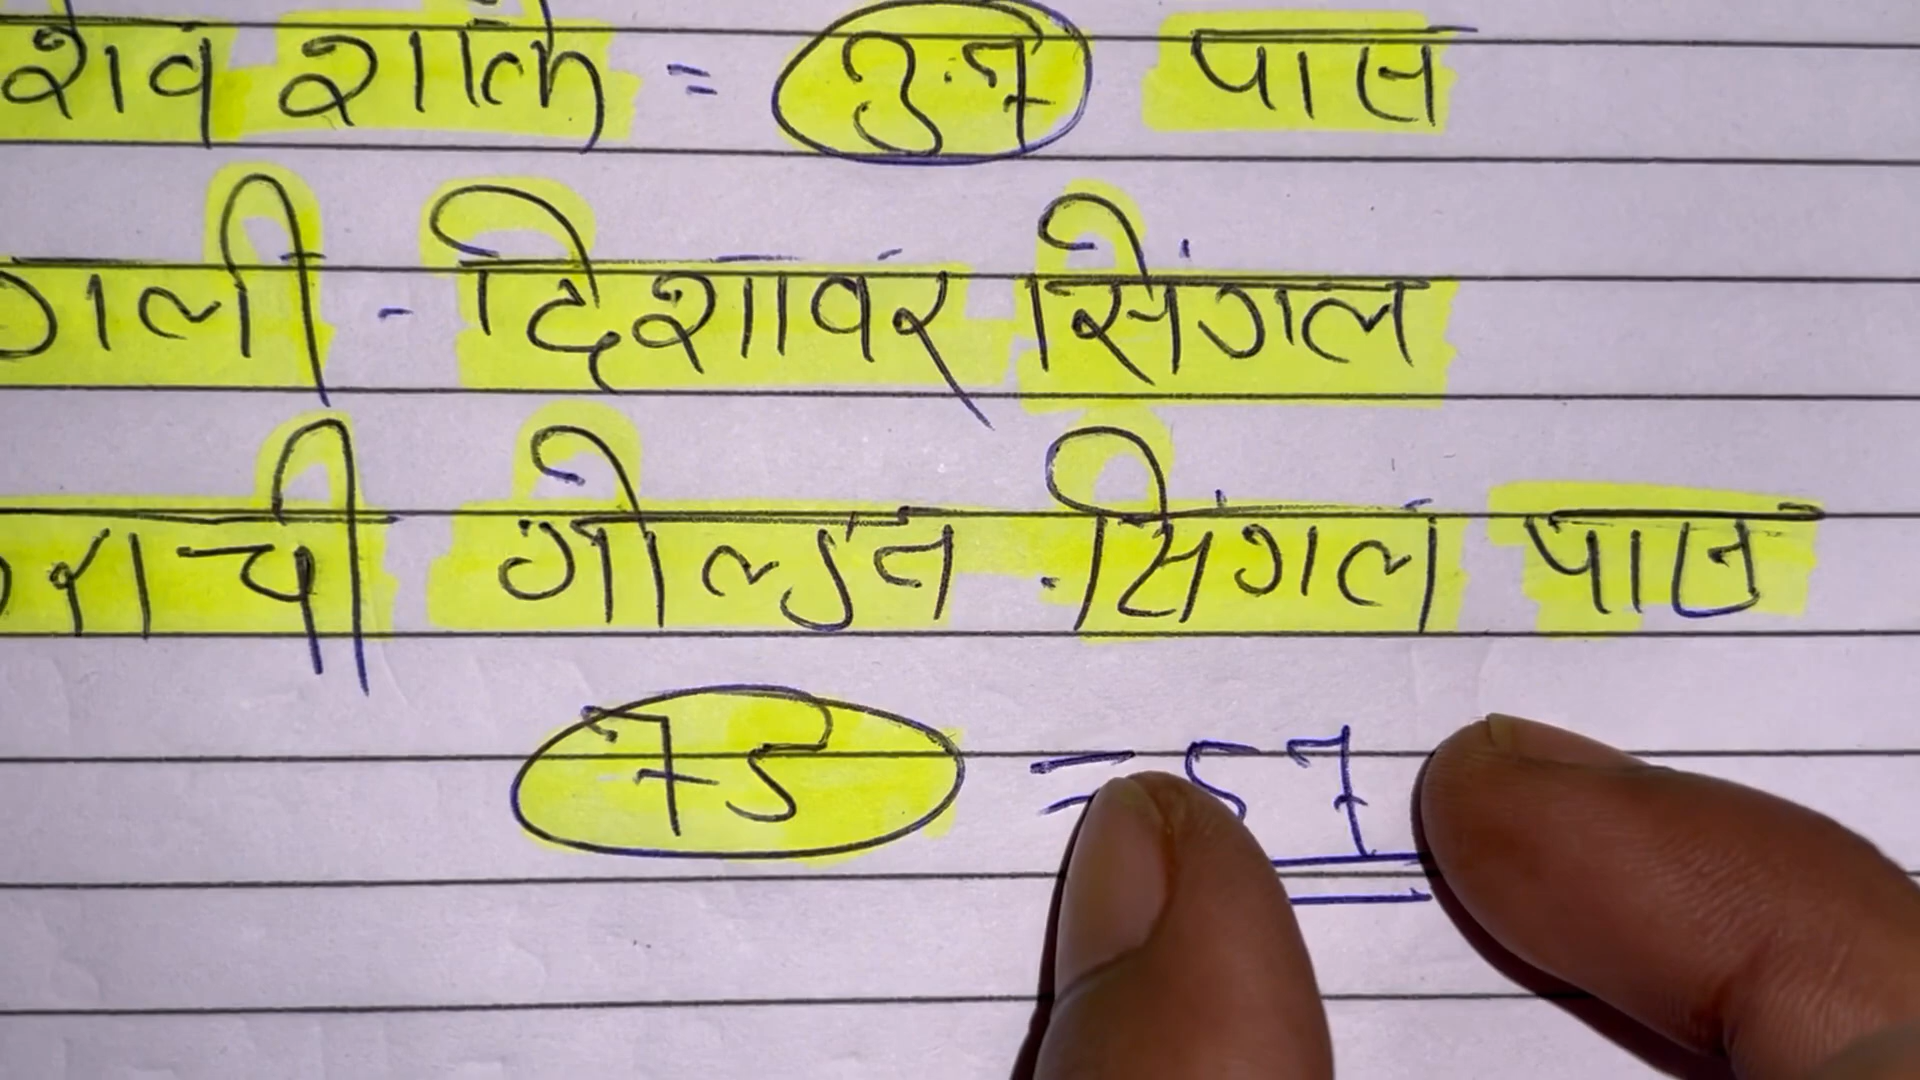 शिव शक्ति = 37 पास
गली - दिशावर सिंगल
कराची गोल्डन सिंगल पास
75 = 57